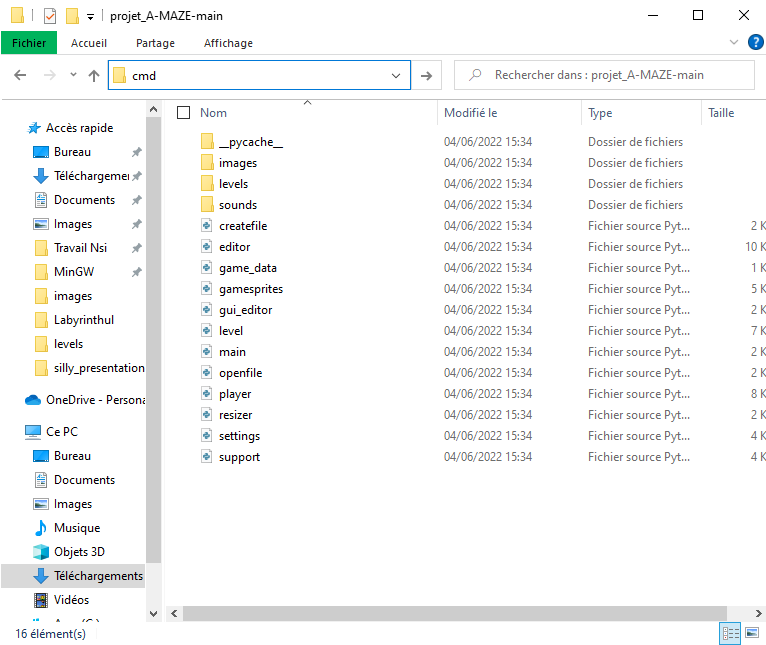 projet_A-MAZE-main
Fichier Accueil Partage Affichage
cmd Rechercher dans : projet_A-MAZE-main
Nom Modifié le Type Taille
Accès rapide
Bureau
Téléchargemer
Documents
Images
Travail Nsi
MinGW
images
Labyrinthul
levels
silly_presentation
OneDrive - Persona
Ce PC
Bureau
Documents
Images
Musique
Objets 3D
Téléchargements
Vidéos
__pycache__ 04/06/2022 15:34 Dossier de fichiers
images 04/06/2022 15:34 Dossier de fichiers
levels 04/06/2022 15:34 Dossier de fichiers
sounds 04/06/2022 15:34 Dossier de fichiers
createfile 04/06/2022 15:34 Fichier source Pyt... 2 K
editor 04/06/2022 15:34 Fichier source Pyt... 10 K
game_data 04/06/2022 15:34 Fichier source Pyt... 1 K
gamesprites 04/06/2022 15:34 Fichier source Pyt... 5 K
gui_editor 04/06/2022 15:34 Fichier source Pyt... 2 K
level 04/06/2022 15:34 Fichier source Pyt... 7 K
main 04/06/2022 15:34 Fichier source Pyt... 2 K
openfile 04/06/2022 15:34 Fichier source Pyt... 2 K
player 04/06/2022 15:34 Fichier source Pyt... 8 K
resizer 04/06/2022 15:34 Fichier source Pyt... 2 K
settings 04/06/2022 15:34 Fichier source Pyt... 4 K
support 04/06/2022 15:34 Fichier source Pyt... 4 K
16 élément(s)